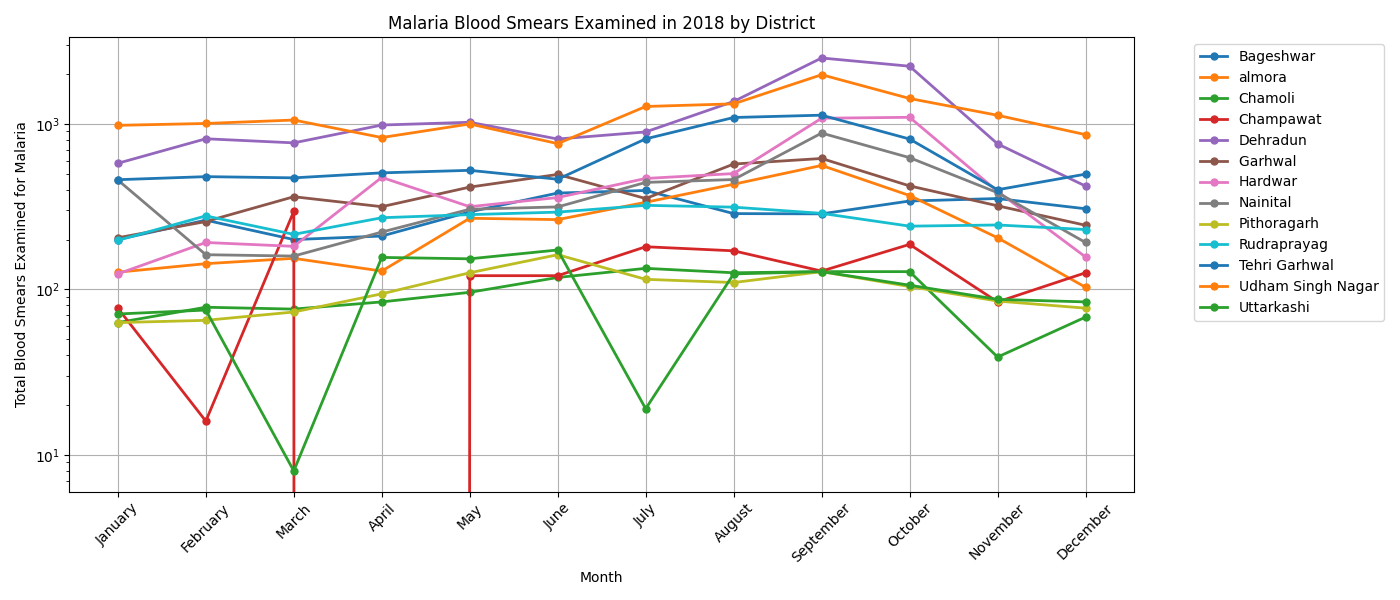 Malaria Blood Smears Examined in 2018 by District
Total Blood Smears Examined for Malaria
10³
10²
10¹
January
February
March
April
May
June
July
August
September
October
November
December
Month
Bageshwar
almora
Chamoli
Champawat
Dehradun
Garhwal
Hardwar
Nainital
Pithoragarh
Rudraprayag
Tehri Garhwal
Udham Singh Nagar
Uttarkashi